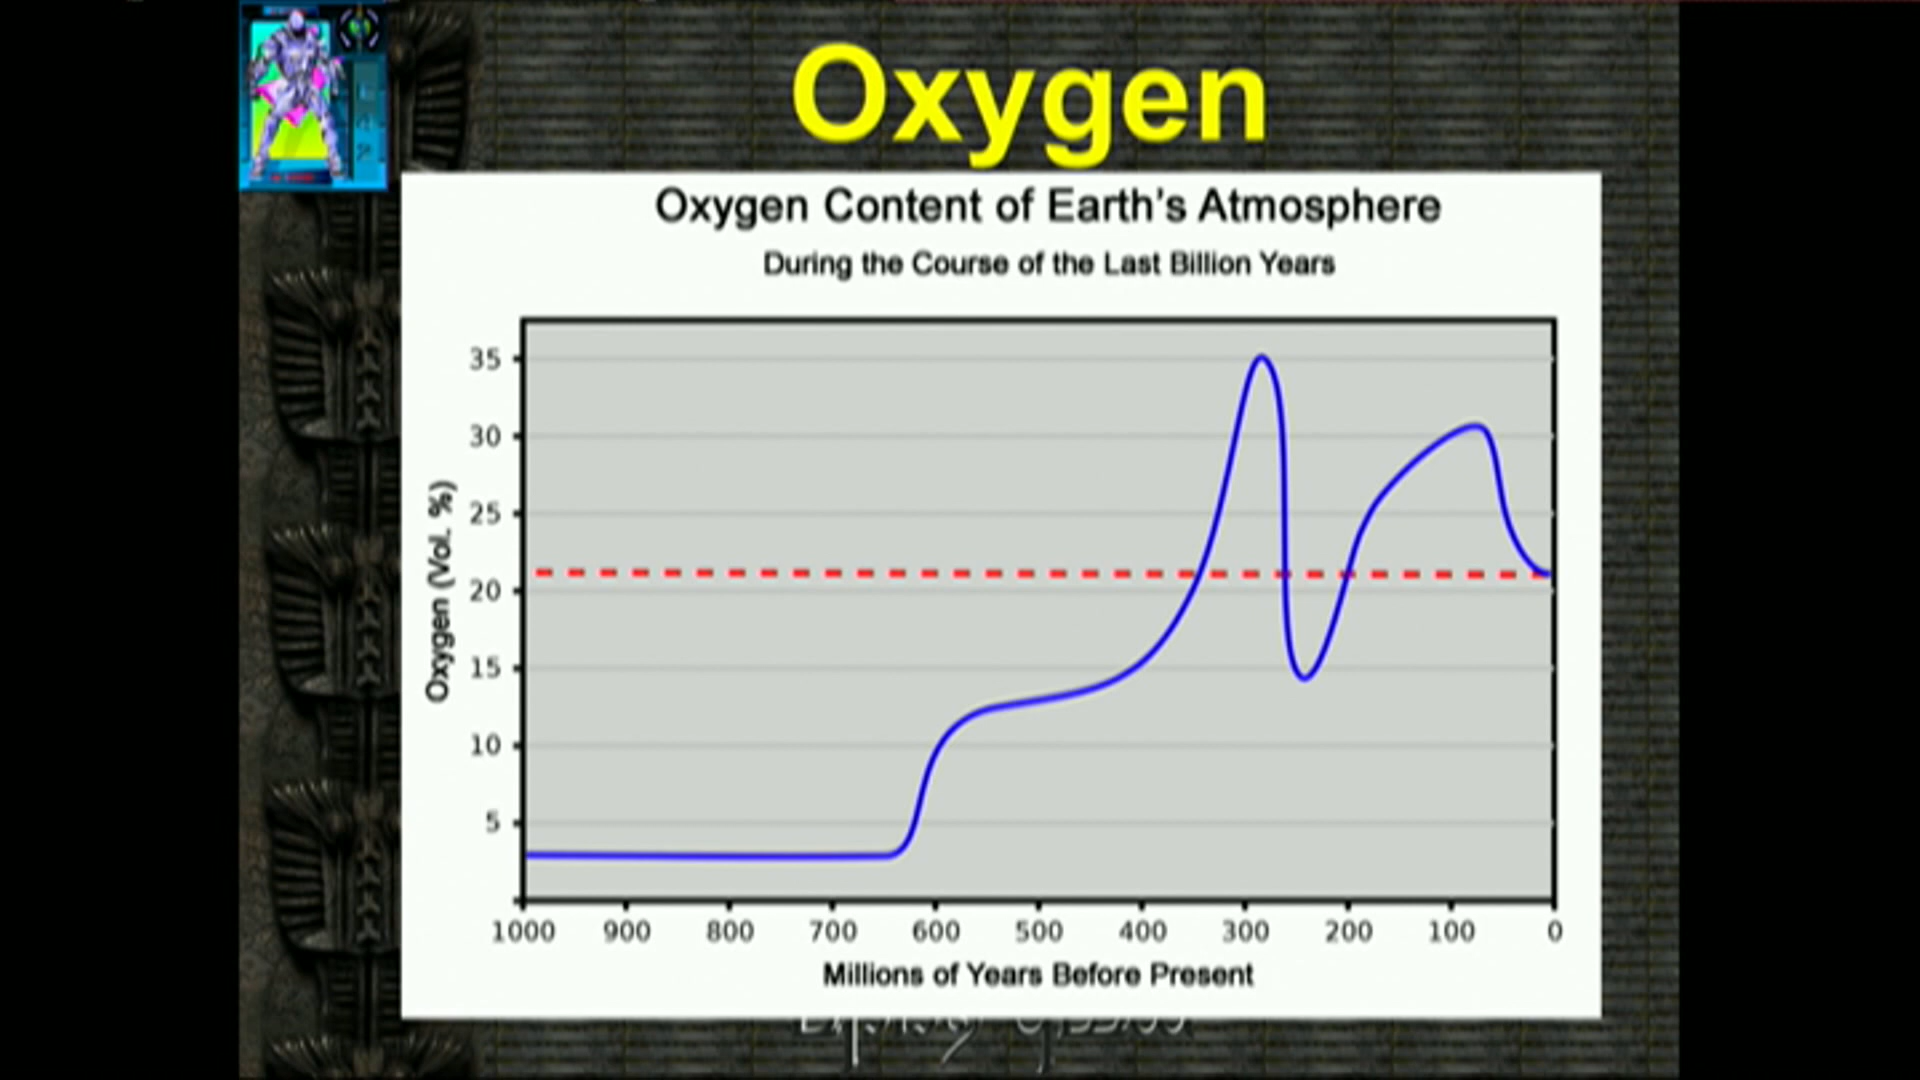 Oxygen
Oxygen Content of Earth's Atmosphere
During the Course of the Last Billion Years
35
30
25
20
15
10
5
Oxygen (Vol. %)
1000 900 800 700 600 500 400 300 200 100 0
Millions of Years Before Present